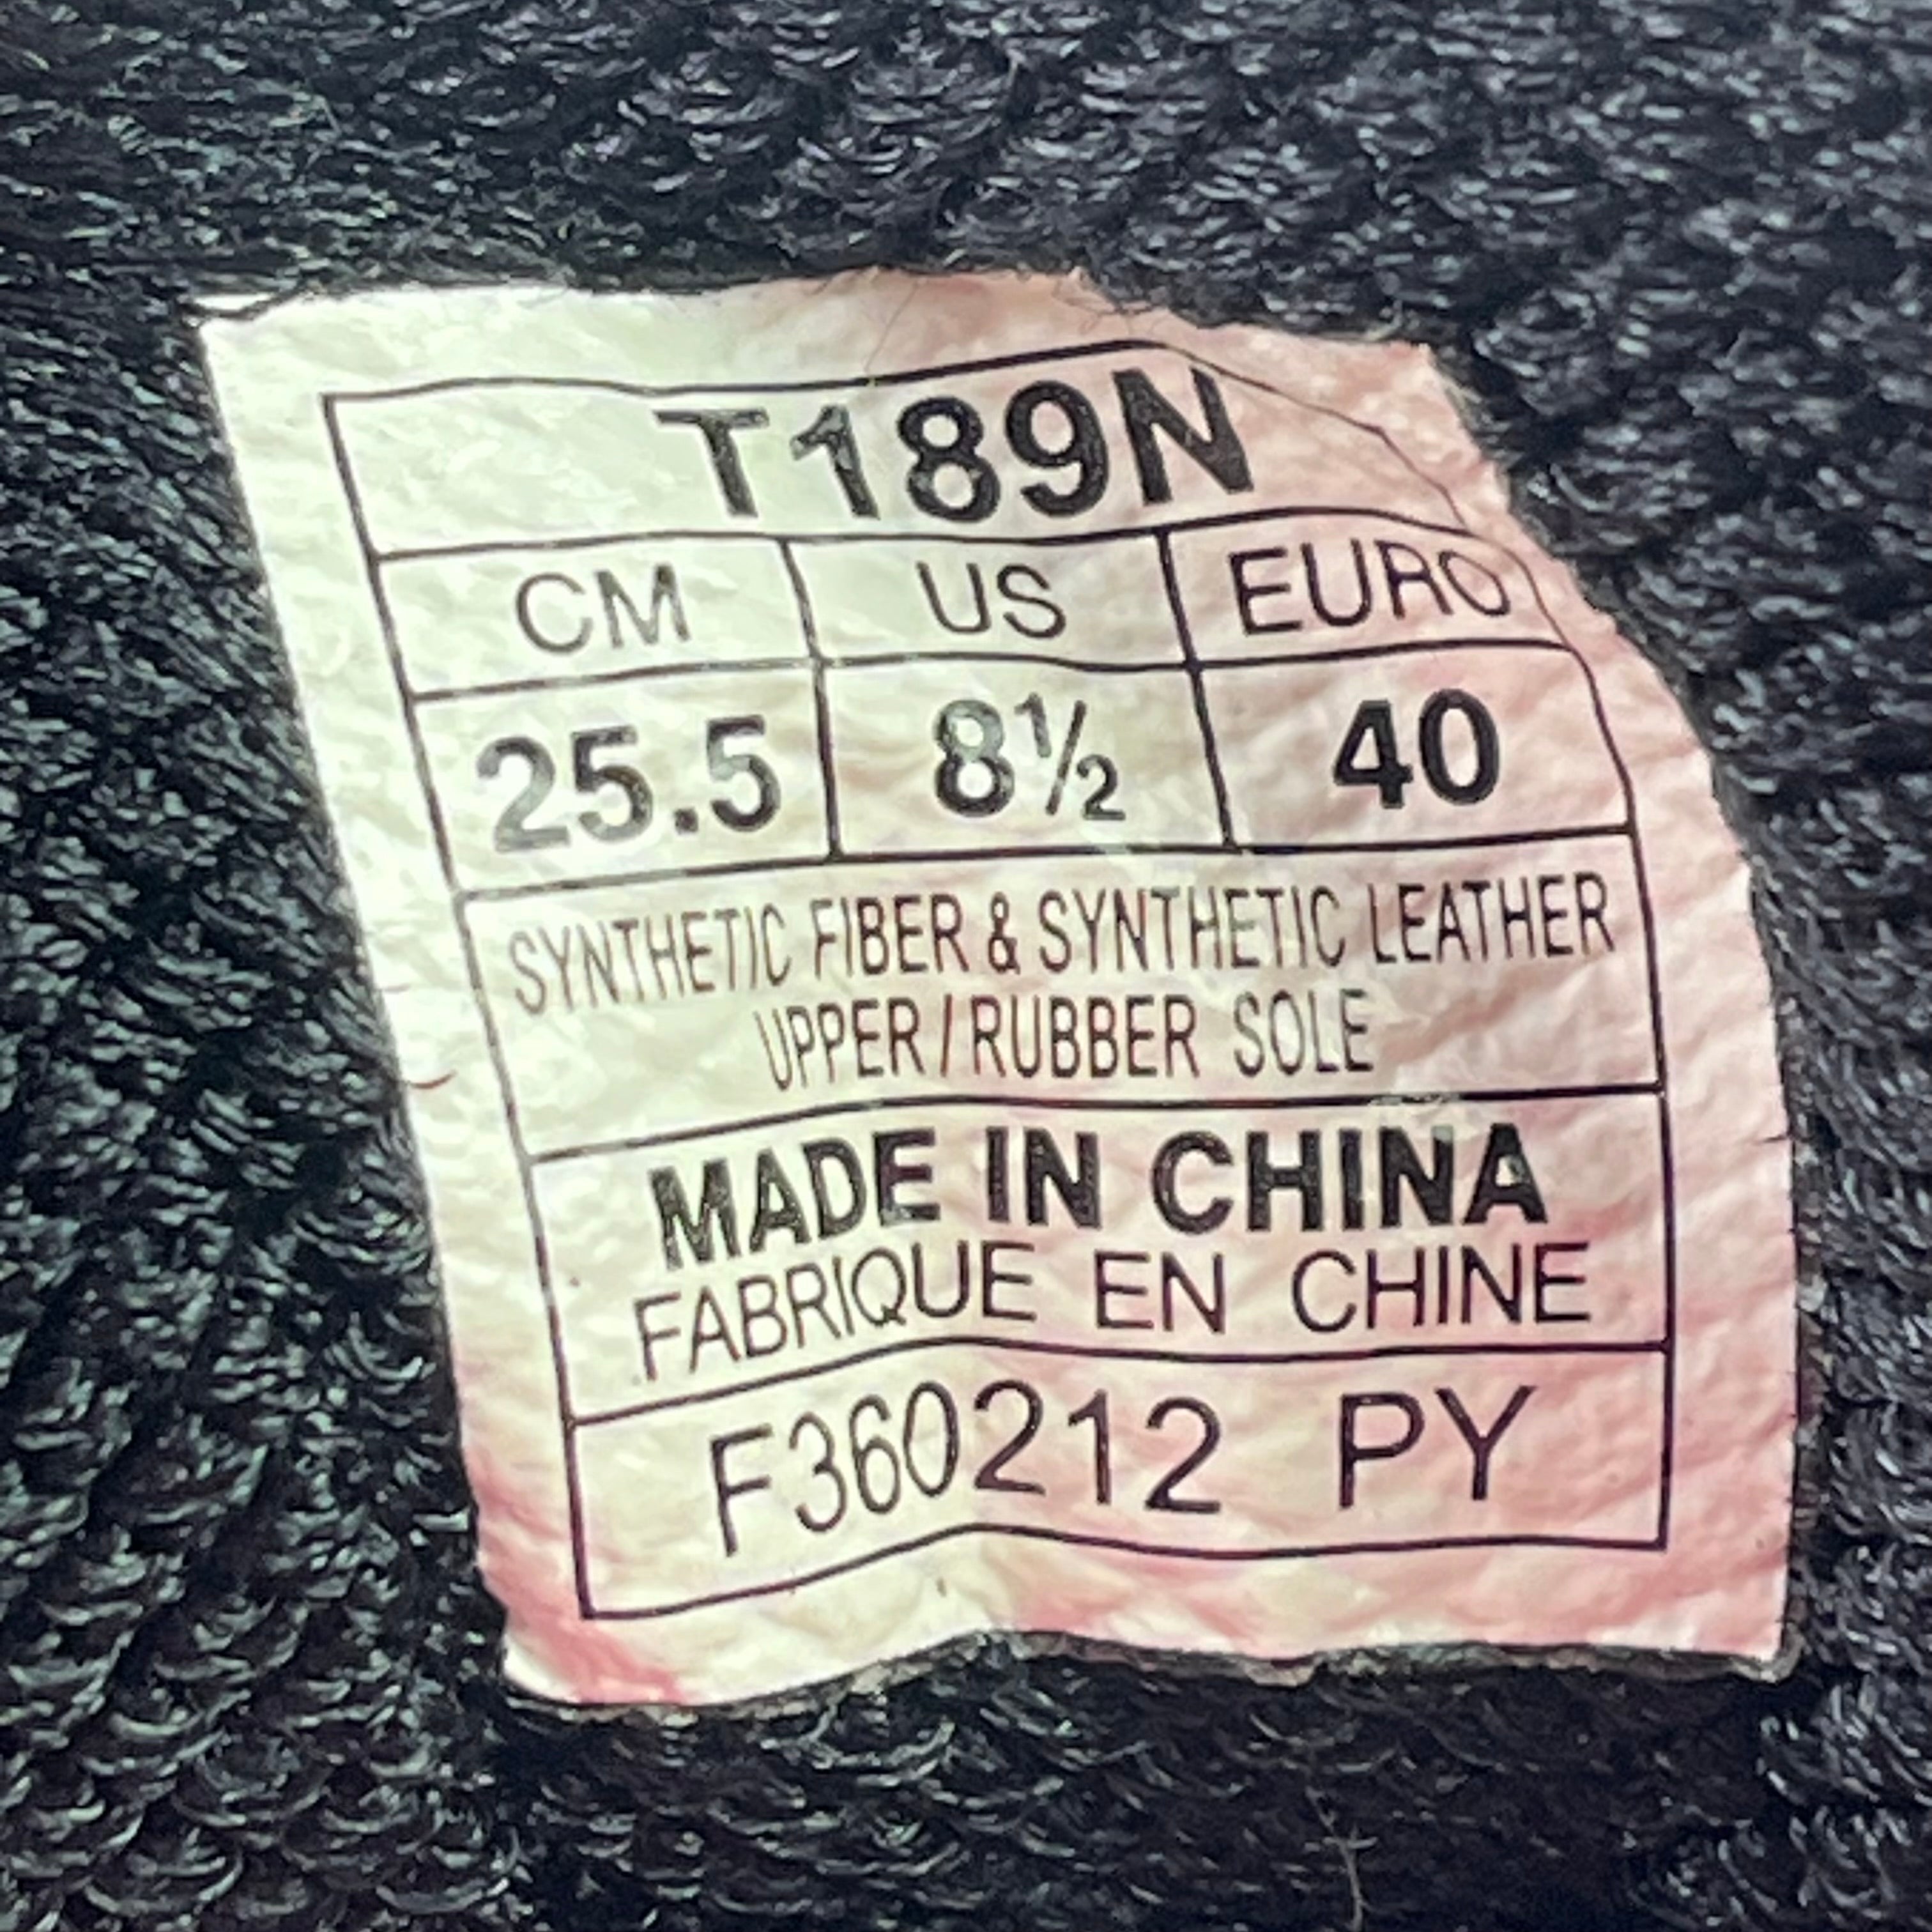 T189N
CM US EURO
25.5 8½ 40
SYNTHETIC FIBER & SYNTHETIC LEATHER
UPPER / RUBBER SOLE
MADE IN CHINA
FABRIQUE EN CHINE
F360212 PY